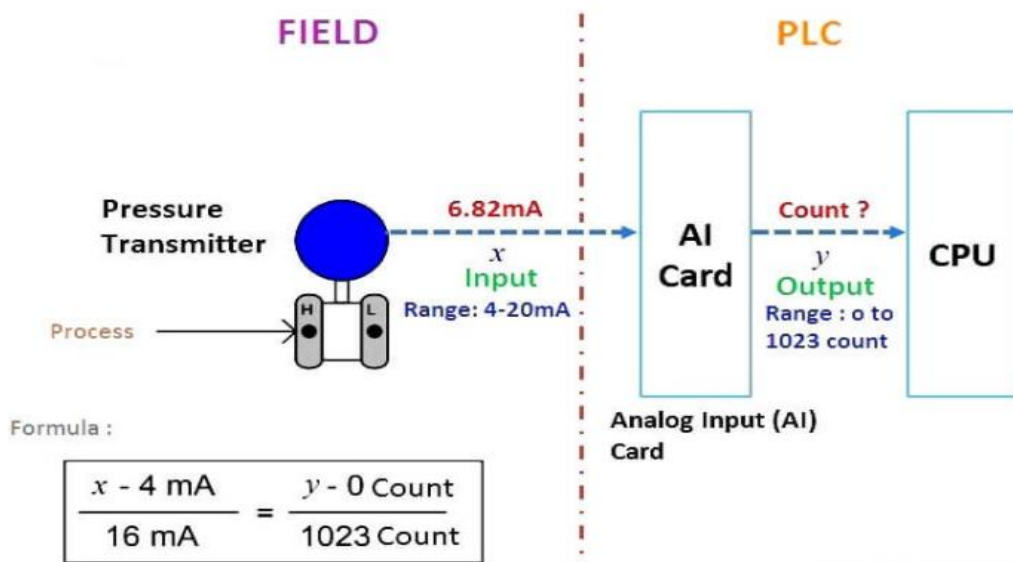 FIELD
PLC
Pressure
Transmitter
6.82mA
x
Input
Range: 4-20mA
Process
H
L
AI
Card
Count ?
y
Output
Range : o to
1023 count
CPU
Analog Input (AI)
Card
Formula :
x - 4 mA
16 mA
=
y - 0 Count
1023 Count